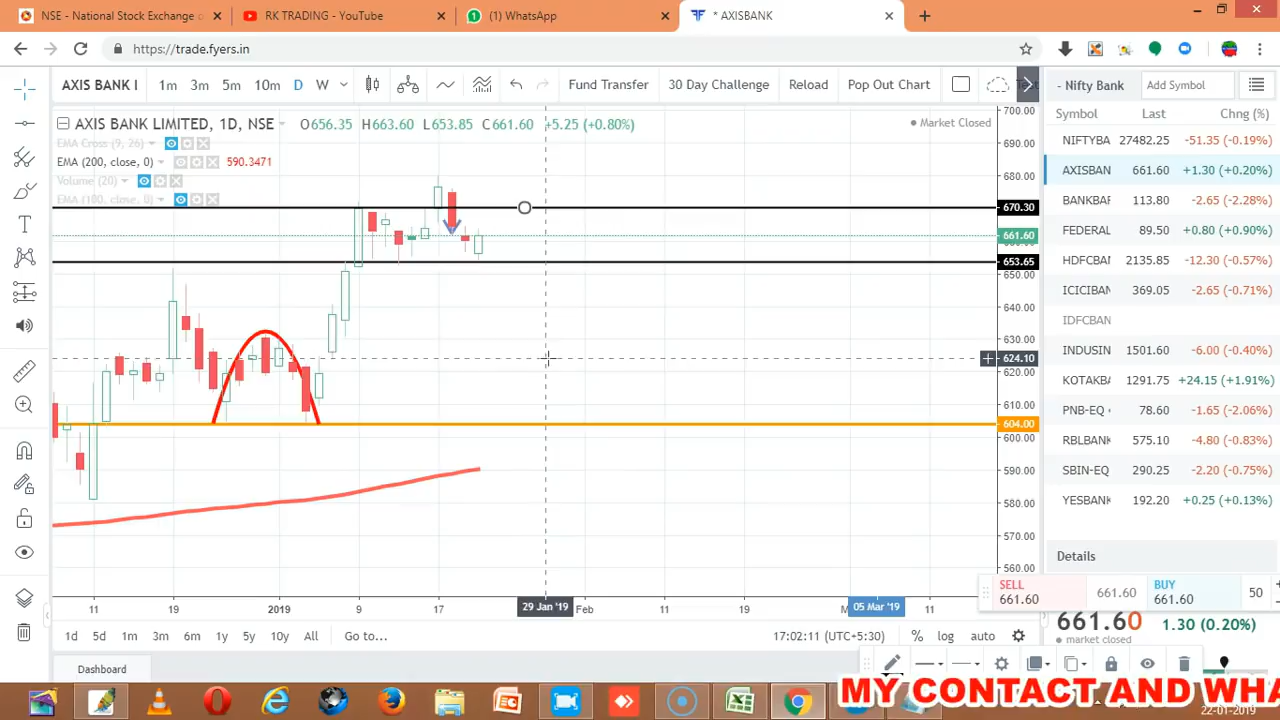 NSE - National Stock Exchange o
RK TRADING - YouTube
(1) WhatsApp
* AXISBANK
https://trade.fyers.in
AXIS BANK I
1m 3m 5m 10m D W
Fund Transfer
30 Day Challenge
Reload
Pop Out Chart
- Nifty Bank
Add Symbol
Symbol Last Chng (%)
AXIS BANK LIMITED, 1D, NSE
O656.35 H663.60 L653.85 C661.60 +5.25 (+0.80%)
Market Closed
EMA Cross (9, 26)
EMA (200, close, 0)
590.3471
Volume (20)
EMA (100, close, 0)
700.00
690.00
680.00
670.30
661.60
653.65
650.00
640.00
630.00
624.10
620.00
610.00
604.00
600.00
590.00
580.00
570.00
560.00
NIFTYBA 27482.25 -51.35 (-0.19%)
AXISBAN 661.60 +1.30 (+0.20%)
BANKBAR 113.80 -2.65 (-2.28%)
FEDERAL 89.50 +0.80 (+0.90%)
HDFCBAN 2135.85 -12.30 (-0.57%)
ICICIBAN 369.05 -2.65 (-0.71%)
IDFCBAN
INDUSIN 1501.60 -6.00 (-0.40%)
KOTAKBA 1291.75 +24.15 (+1.91%)
PNB-EQ 78.60 -1.65 (-2.06%)
RBLBANK 575.10 -4.80 (-0.83%)
SBIN-EQ 290.25 -2.20 (-0.75%)
YESBANK 192.20 +0.25 (+0.13%)
Details
SELL
661.60
661.60
BUY
661.60
50
661.60 1.30 (0.20%)
market closed
11 19 2019 9 17 29 Jan '19 Feb 11 19 05 Mar '19 11
1d 5d 1m 3m 6m 1y 5y 10y All Go to...
17:02:11 (UTC+5:30) % log auto
Dashboard
MY CONTACT AND WHA
22-01-2019